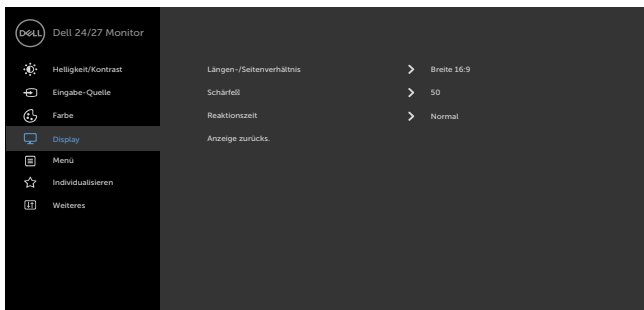 DELL Dell 24/27 Monitor
Helligkeit/Kontrast
Eingabe-Quelle
Farbe
Display
Menü
Individualisieren
Weiteres
Längen-/Seitenverhältnis Breite 16:9
Schärfeß 50
Reaktionszeit Normal
Anzeige zurücks.